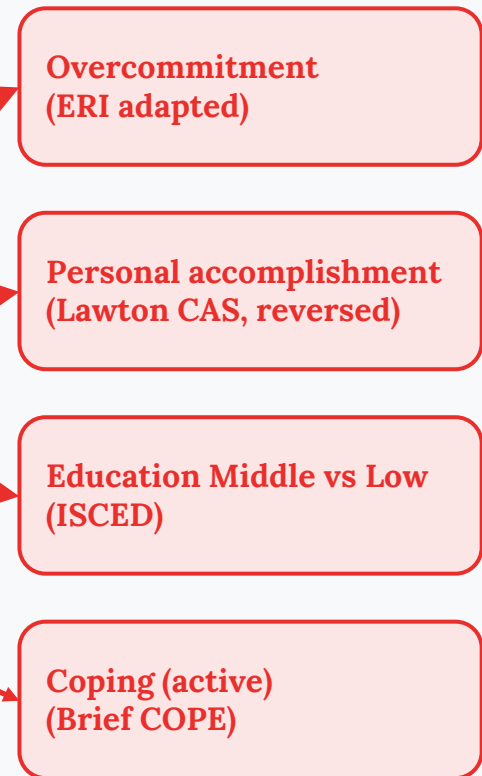 Overcommitment
(ERI adapted)
Personal accomplishment
(Lawton CAS, reversed)
Education Middle vs Low
(ISCED)
Coping (active)
(Brief COPE)